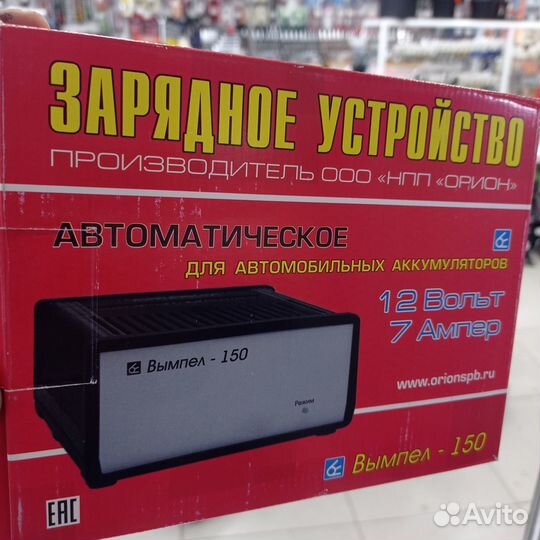 ЗАРЯДНОЕ УСТРОЙСТВО
ПРОИЗВОДИТЕЛЬ ООО «НПП «ОРИОН»
АВТОМАТИЧЕСКОЕ
ДЛЯ АВТОМОБИЛЬНЫХ АККУМУЛЯТОРОВ
12 Вольт
7 Ампер
Вымпел - 150
Режим
www.orionspb.ru
Вымпел - 150
EAC
Avito